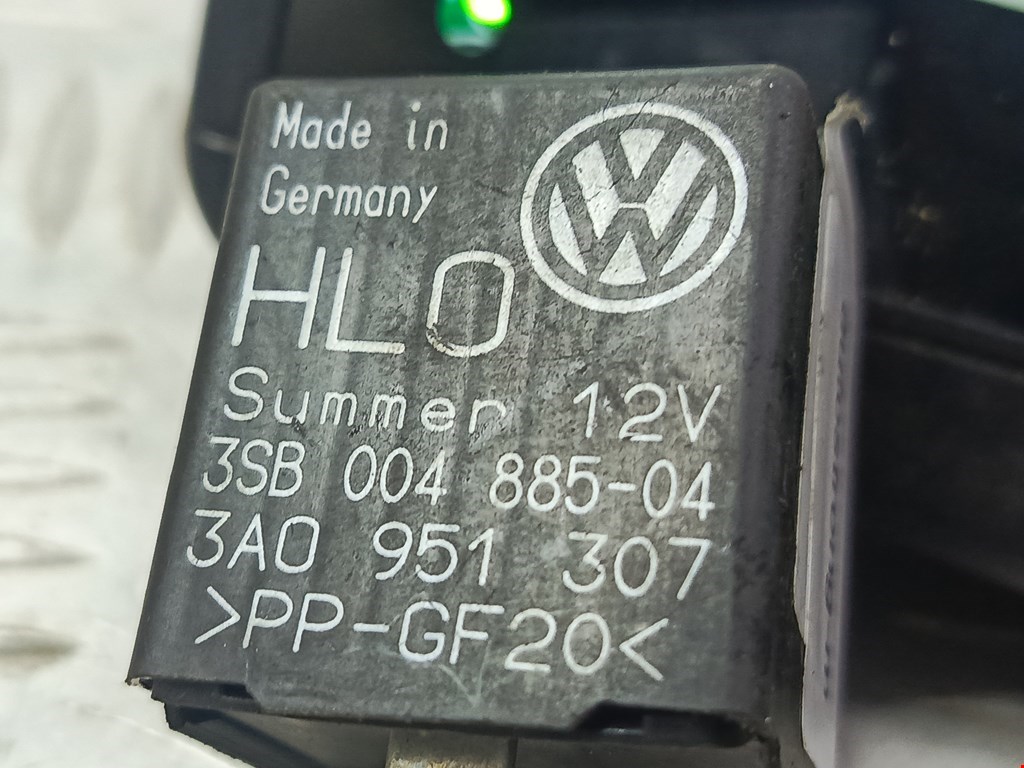 Made in
Germany
HLO
Summer 12V
3SB 004 885-04
3A0 951 307
>PP-GF20<